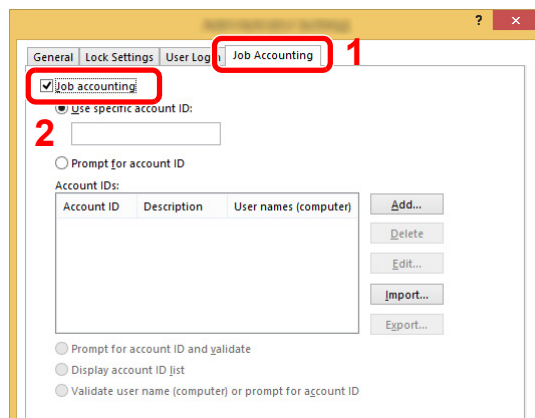 ?
General Lock Settings User Login Job Accounting 1
Job accounting
Use specific account ID:
2
Prompt for account ID
Account IDs:
Account ID Description User names (computer) Add...
Delete
Edit...
Import...
Export...
Prompt for account ID and validate
Display account ID list
Validate user name (computer) or prompt for account ID